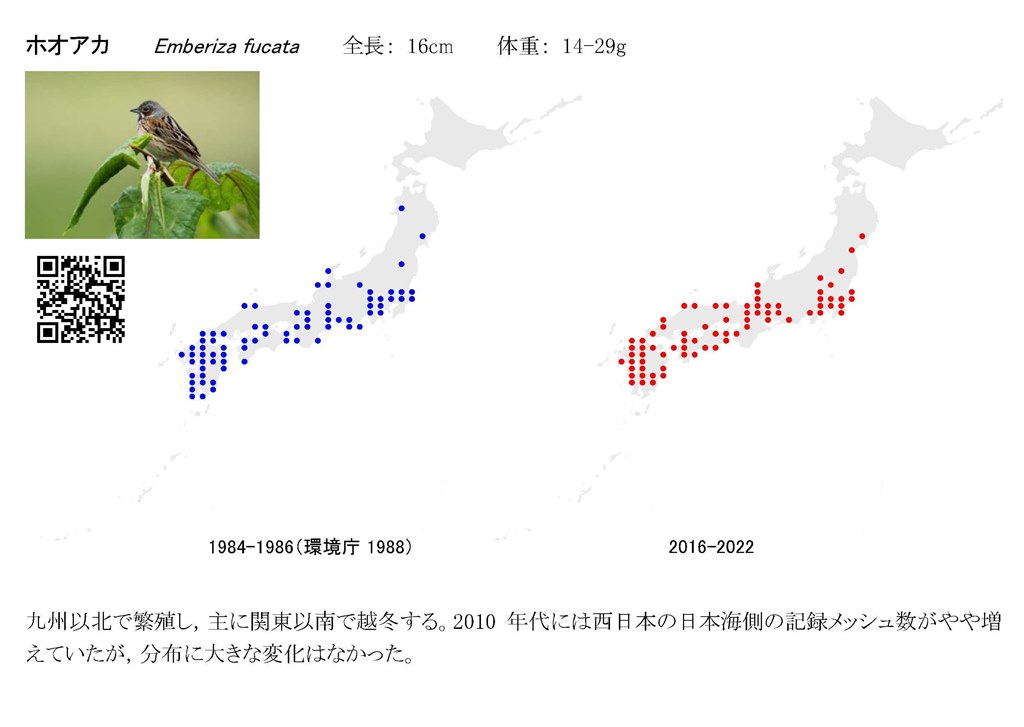 ホオアカ Emberiza fucata 全長： 16cm 体重： 14-29g
1984-1986（環境庁 1988） 2016-2022
九州以北で繁殖し，主に関東以南で越冬する。2010 年代には西日本の日本海側の記録メッシュ数がやや増
えていたが，分布に大きな変化はなかった。